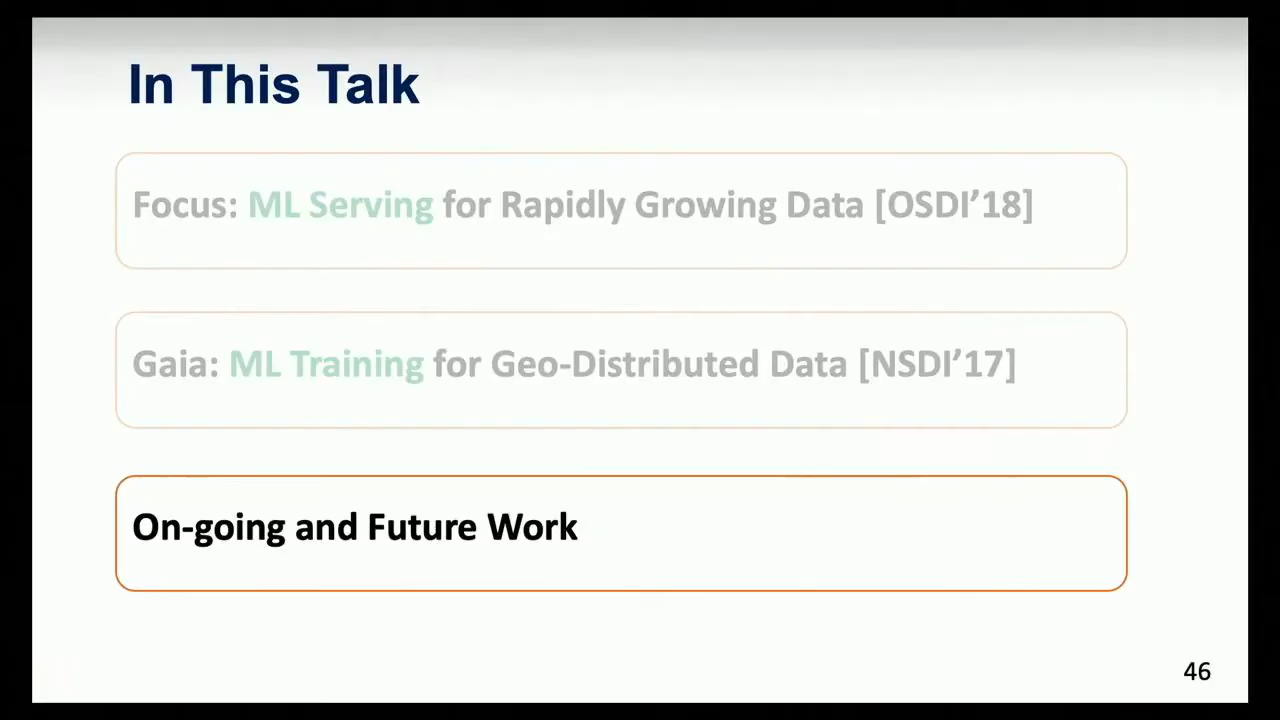 In This Talk
Focus: ML Serving for Rapidly Growing Data [OSDI’18]
Gaia: ML Training for Geo-Distributed Data [NSDI’17]
On-going and Future Work
46